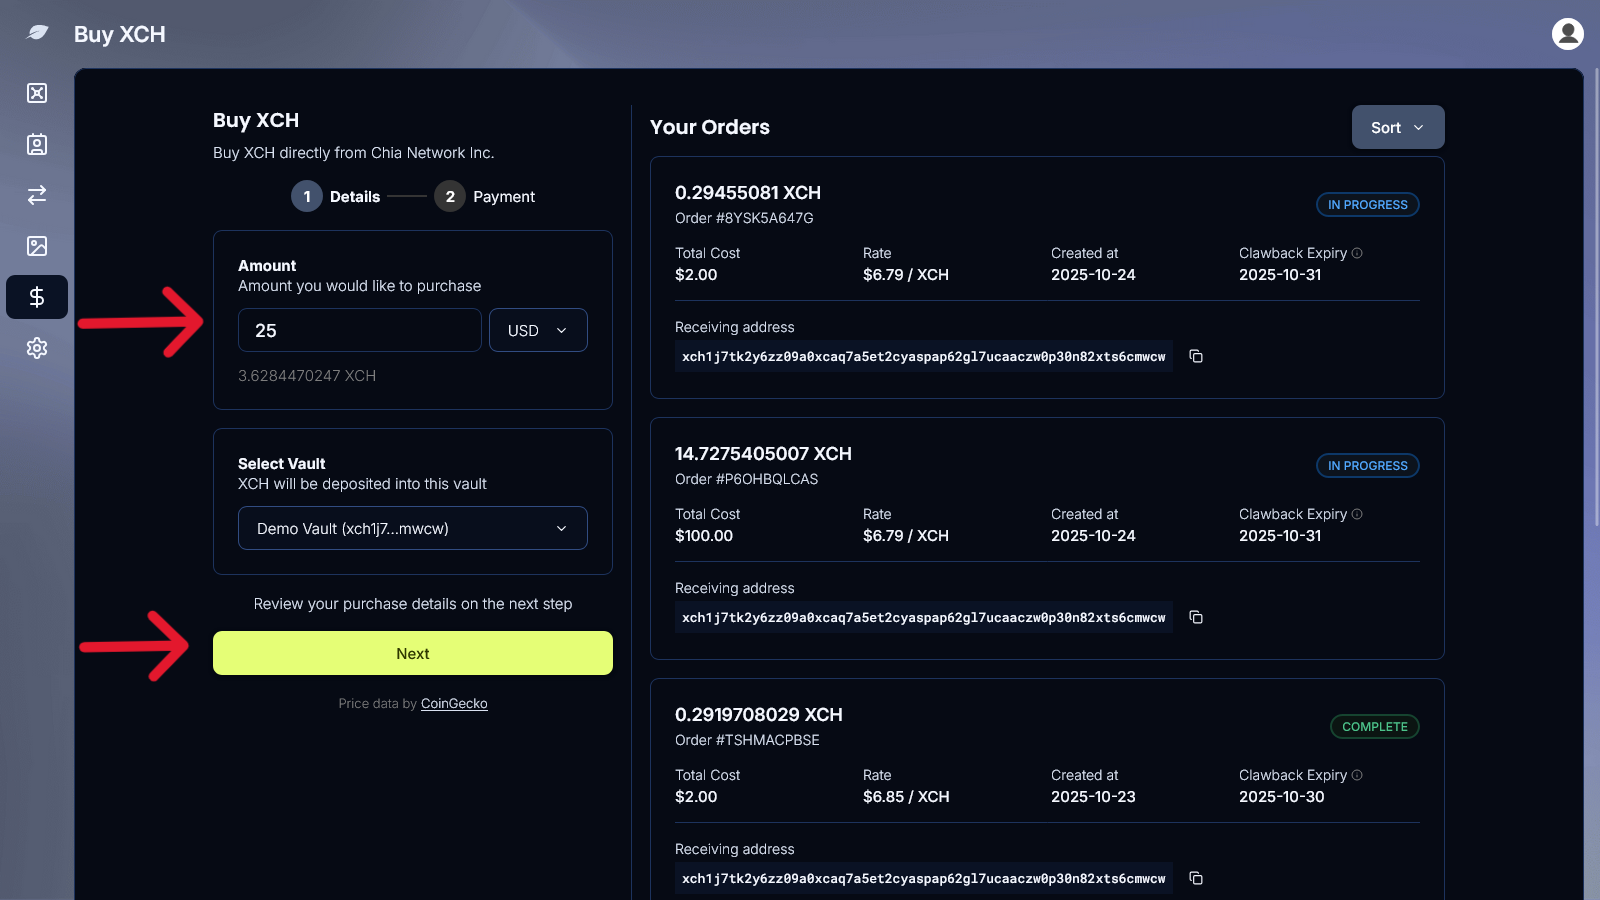 Buy XCH
Buy XCH
Buy XCH directly from Chia Network Inc.
1 Details 2 Payment
Amount
Amount you would like to purchase
25 USD
3.6284470247 XCH
Select Vault
XCH will be deposited into this vault
Demo Vault (xch1j7...mwcw)
Review your purchase details on the next step
Next
Price data by CoinGecko
Your Orders
Sort
0.29455081 XCH
IN PROGRESS
Order #8YSK5A647G
Total Cost Rate Created at Clawback Expiry
$2.00 $6.79 / XCH 2025-10-24 2025-10-31
Receiving address
xch1j7tk2y6zz09a0xcaq7a5et2cyaspap62gl7ucaaczw0p30n82xts6cmwcw
14.7275405007 XCH
IN PROGRESS
Order #P6OHBQLCAS
Total Cost Rate Created at Clawback Expiry
$100.00 $6.79 / XCH 2025-10-24 2025-10-31
Receiving address
xch1j7tk2y6zz09a0xcaq7a5et2cyaspap62gl7ucaaczw0p30n82xts6cmwcw
0.2919708029 XCH
COMPLETE
Order #TSHMACPBSE
Total Cost Rate Created at Clawback Expiry
$2.00 $6.85 / XCH 2025-10-23 2025-10-30
Receiving address
xch1j7tk2y6zz09a0xcaq7a5et2cyaspap62gl7ucaaczw0p30n82xts6cmwcw